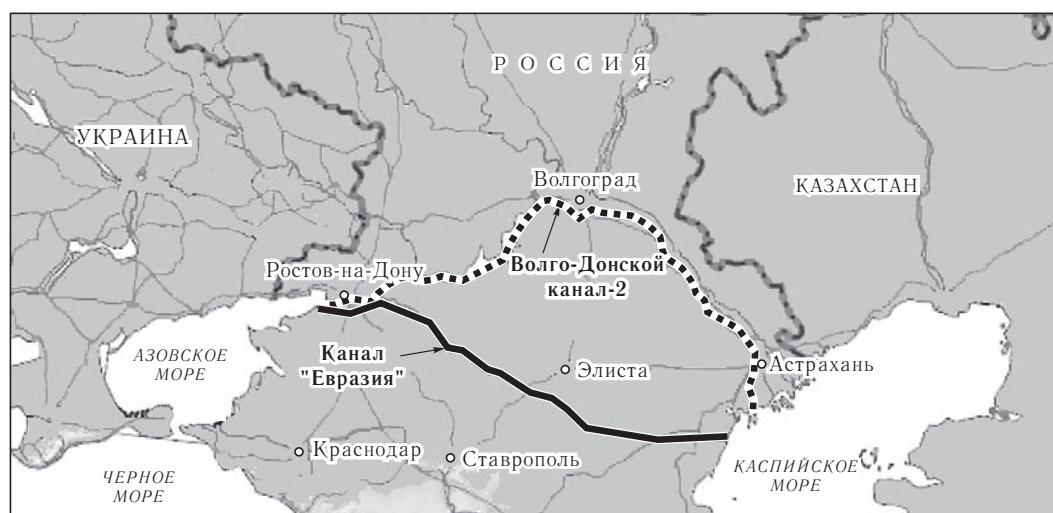 Р О С С И Я
УКРАИНА
Волгоград
КАЗАХСТАН
Волго-Донской
канал-2
Ростов-на-Дону
АЗОВСКОЕ
МОРЕ
Канал
"Евразия"
Элиста
Астрахань
Краснодар
Ставрополь
КАСПИЙСКОЕ
МОРЕ
ЧЕРНОЕ
МОРЕ